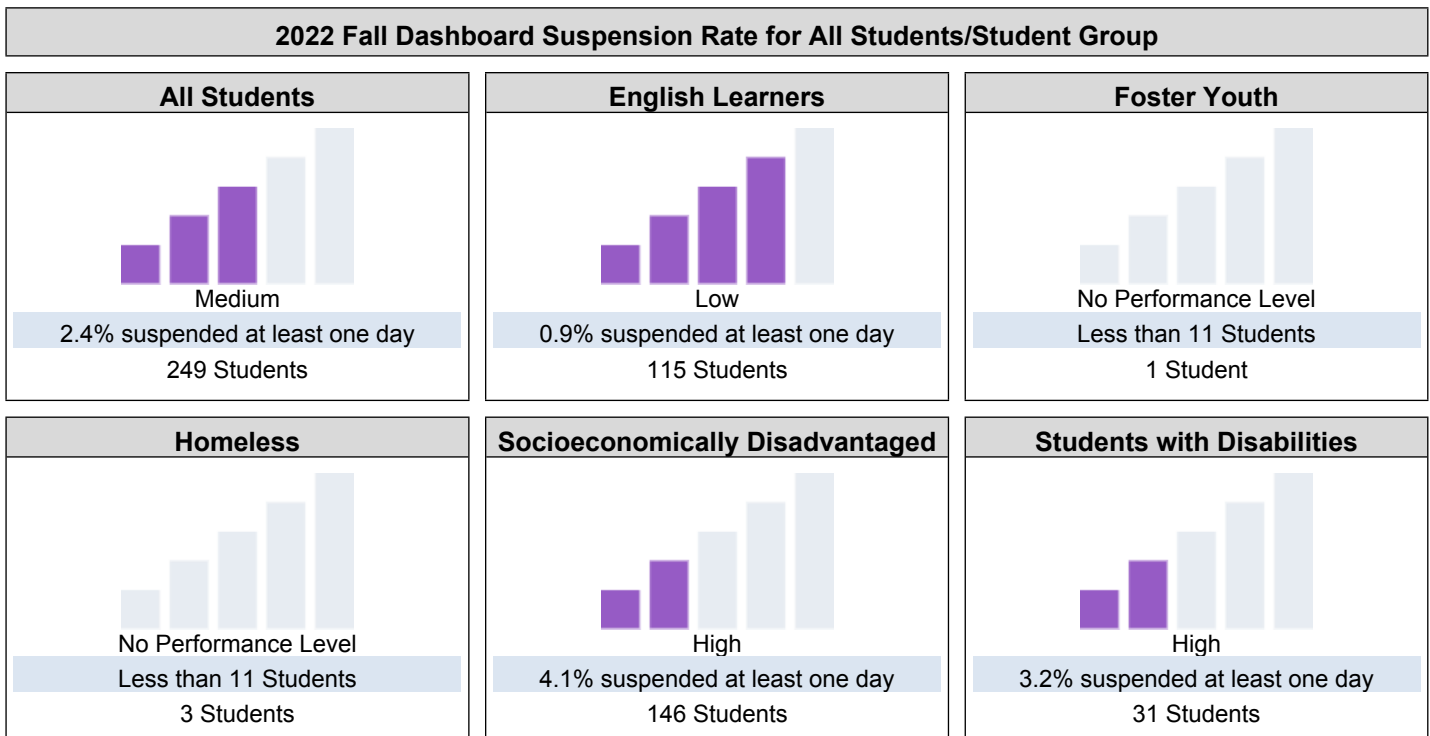 2022 Fall Dashboard Suspension Rate for All Students/Student Group
All Students
Medium
2.4% suspended at least one day
249 Students
English Learners
Low
0.9% suspended at least one day
115 Students
Foster Youth
No Performance Level
Less than 11 Students
1 Student
Homeless
No Performance Level
Less than 11 Students
3 Students
Socioeconomically Disadvantaged
High
4.1% suspended at least one day
146 Students
Students with Disabilities
High
3.2% suspended at least one day
31 Students